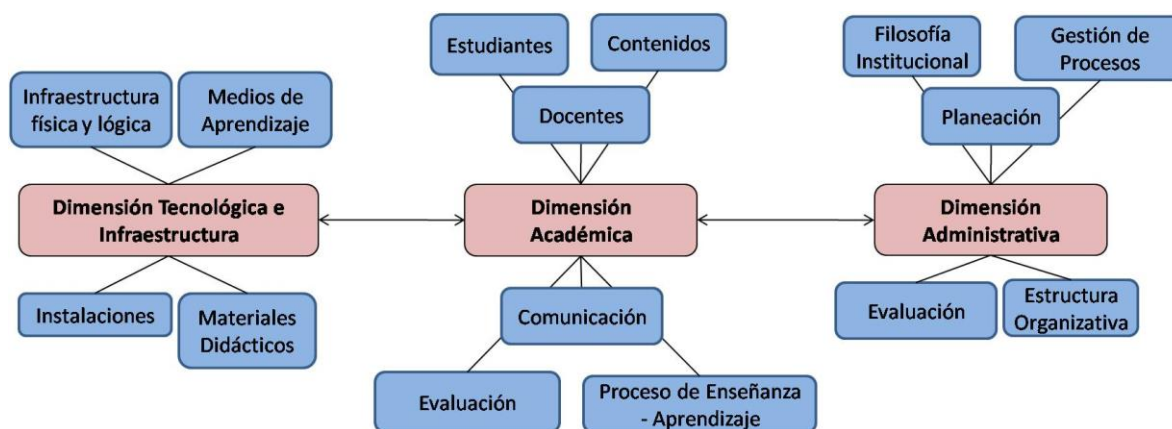 Estudiantes
Contenidos
Docentes
Filosofía
Institucional
Gestión de
Procesos
Planeación
Infraestructura
física y lógica
Medios de
Aprendizaje
Dimensión Tecnológica e
Infraestructura
Dimensión
Académica
Dimensión
Administrativa
Instalaciones
Materiales
Didácticos
Comunicación
Evaluación
Proceso de Enseñanza
- Aprendizaje
Evaluación
Estructura
Organizativa